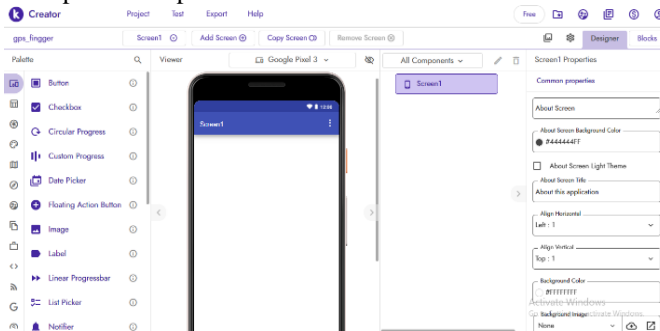 Creator Project Test Export Help Free
gps_fingger Screen1 Add Screen Copy Screen Remove Screen Designer Blocks
Palette Viewer Google Pixel 3 All Components Screen1 Properties
Button Screen1 Common properties
Checkbox About Screen
Circular Progress Screen1
Custom Progress About Screen Background Color
#444444FF
Date Picker About Screen Light Theme
Floating Action Button About Screen Title
About this application
Image Align Horizontal
Left : 1
Label Align Vertical
Top : 1
Linear Progressbar Background Color
#FFFFFFFF
List Picker Activate Windows
Background Image
Notifier None